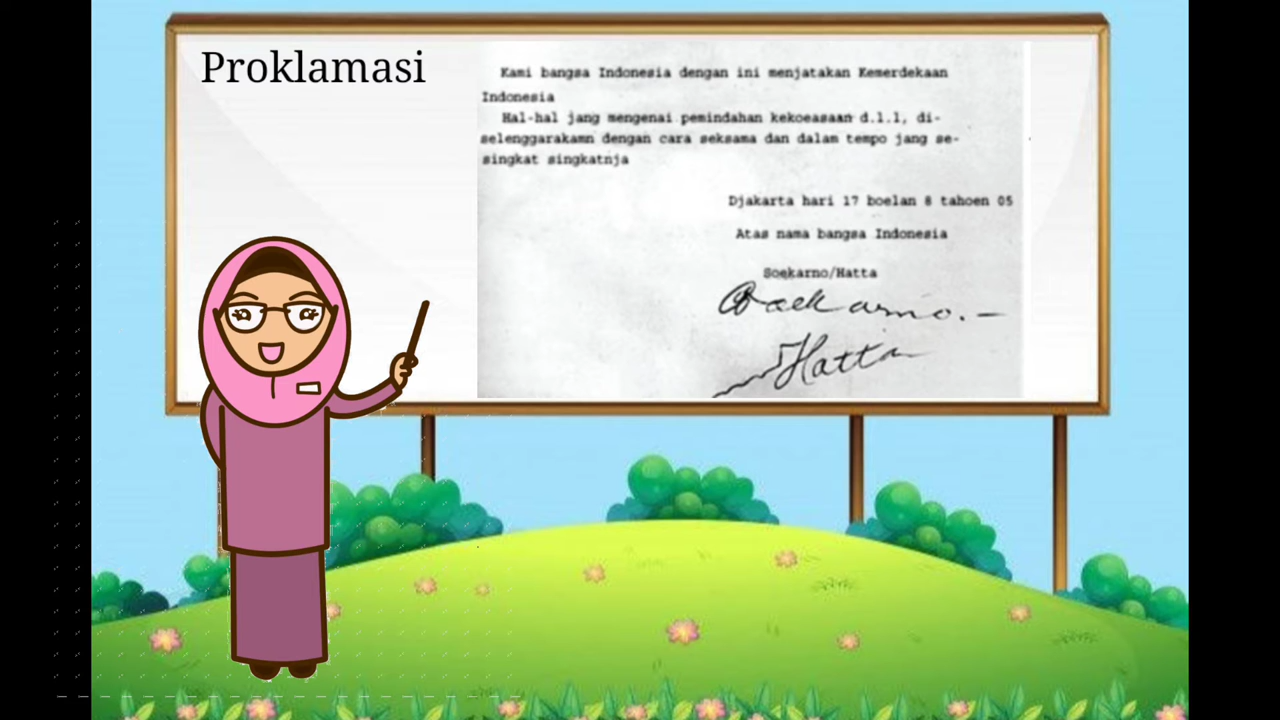 Proklamasi
Kami bangsa Indonesia dengan ini menjatakan Kemerdekaan
Indonesia
Hal-hal jang mengenai pemindahan kekoeasaan d.l.l, di-
selenggarakamn dengan cara seksama dan dalam tempo jang se-
singkat singkatnja
Djakarta hari 17 boelan 8 tahoen 05
Atas nama bangsa Indonesia
Soekarno/Hatta
Soekarno.-
Hatta